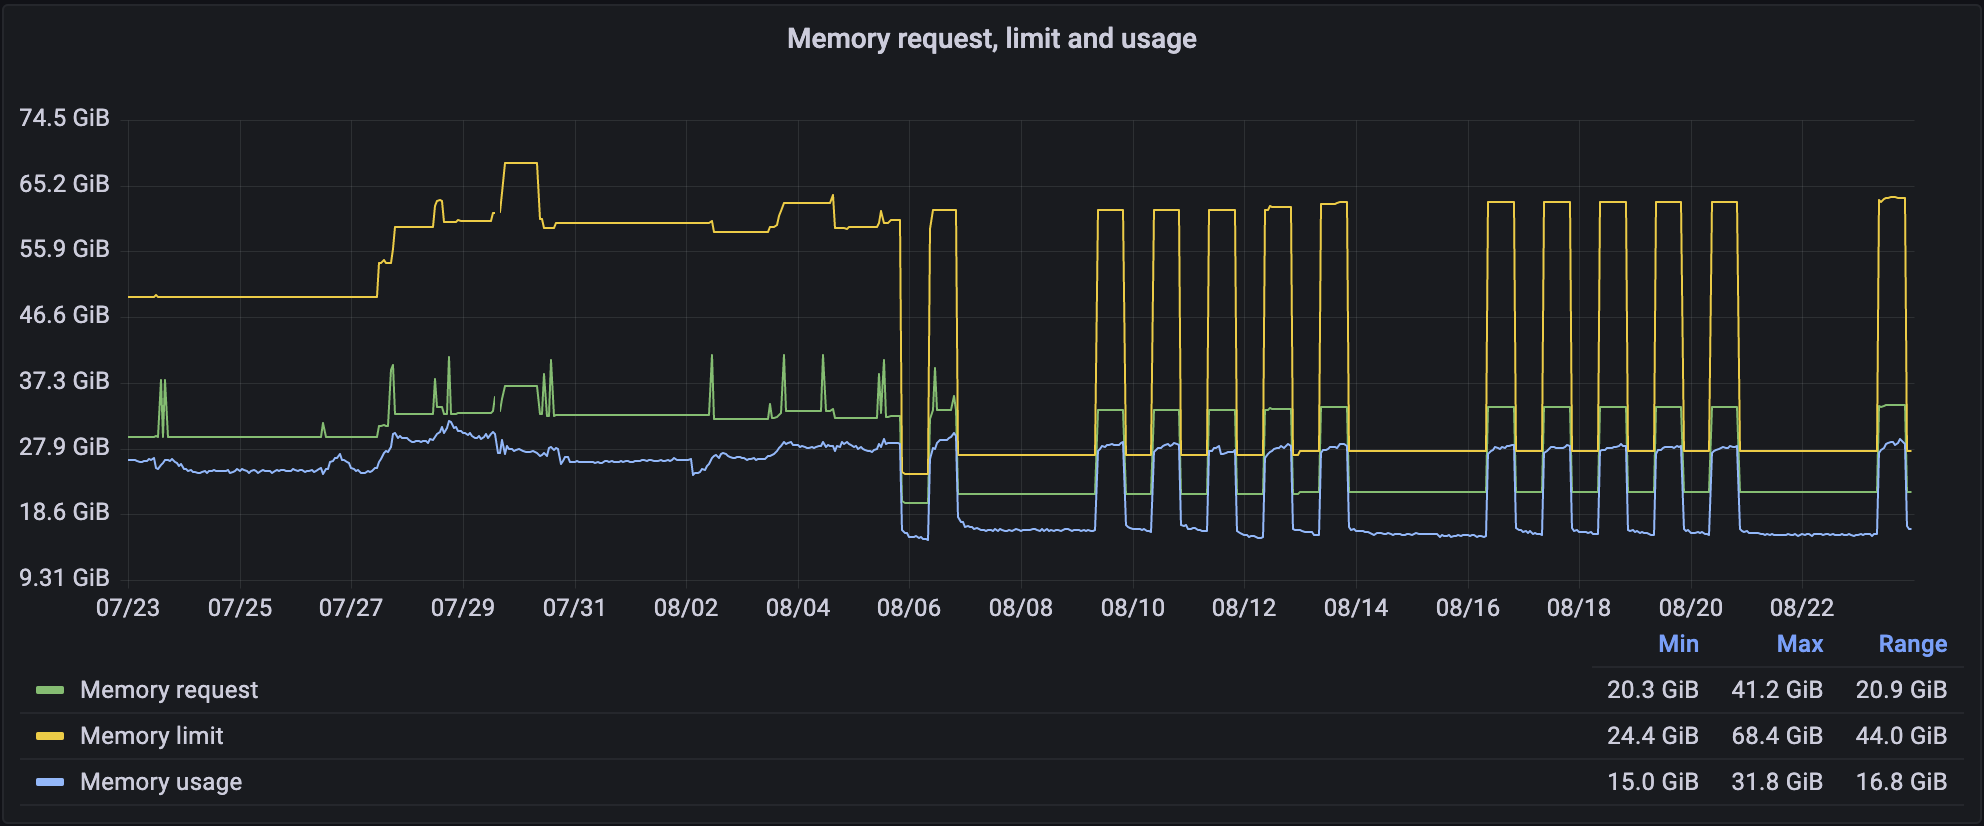 Memory request, limit and usage
74.5 GiB
65.2 GiB
55.9 GiB
46.6 GiB
37.3 GiB
27.9 GiB
18.6 GiB
9.31 GiB
07/23 07/25 07/27 07/29 07/31 08/02 08/04 08/06 08/08 08/10 08/12 08/14 08/16 08/18 08/20 08/22
Min Max Range
Memory request 20.3 GiB 41.2 GiB 20.9 GiB
Memory limit 24.4 GiB 68.4 GiB 44.0 GiB
Memory usage 15.0 GiB 31.8 GiB 16.8 GiB